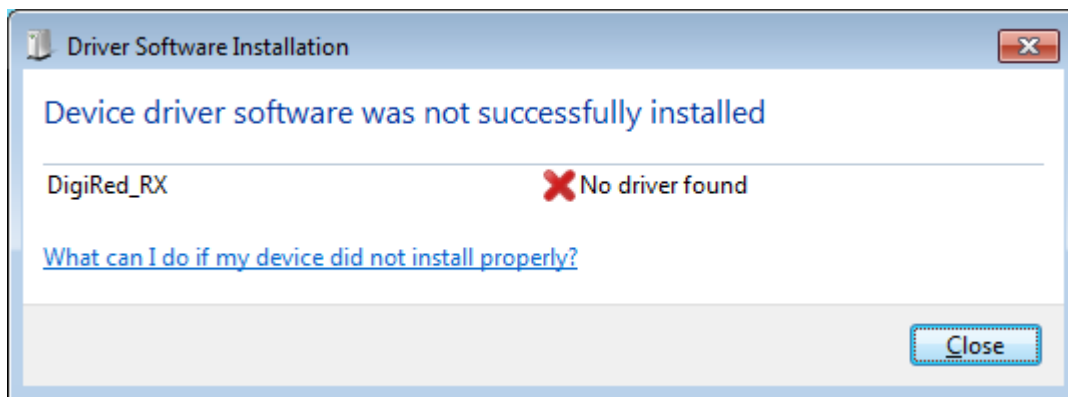 Driver Software Installation
Device driver software was not successfully installed
DigiRed_RX No driver found
What can I do if my device did not install properly?
Close